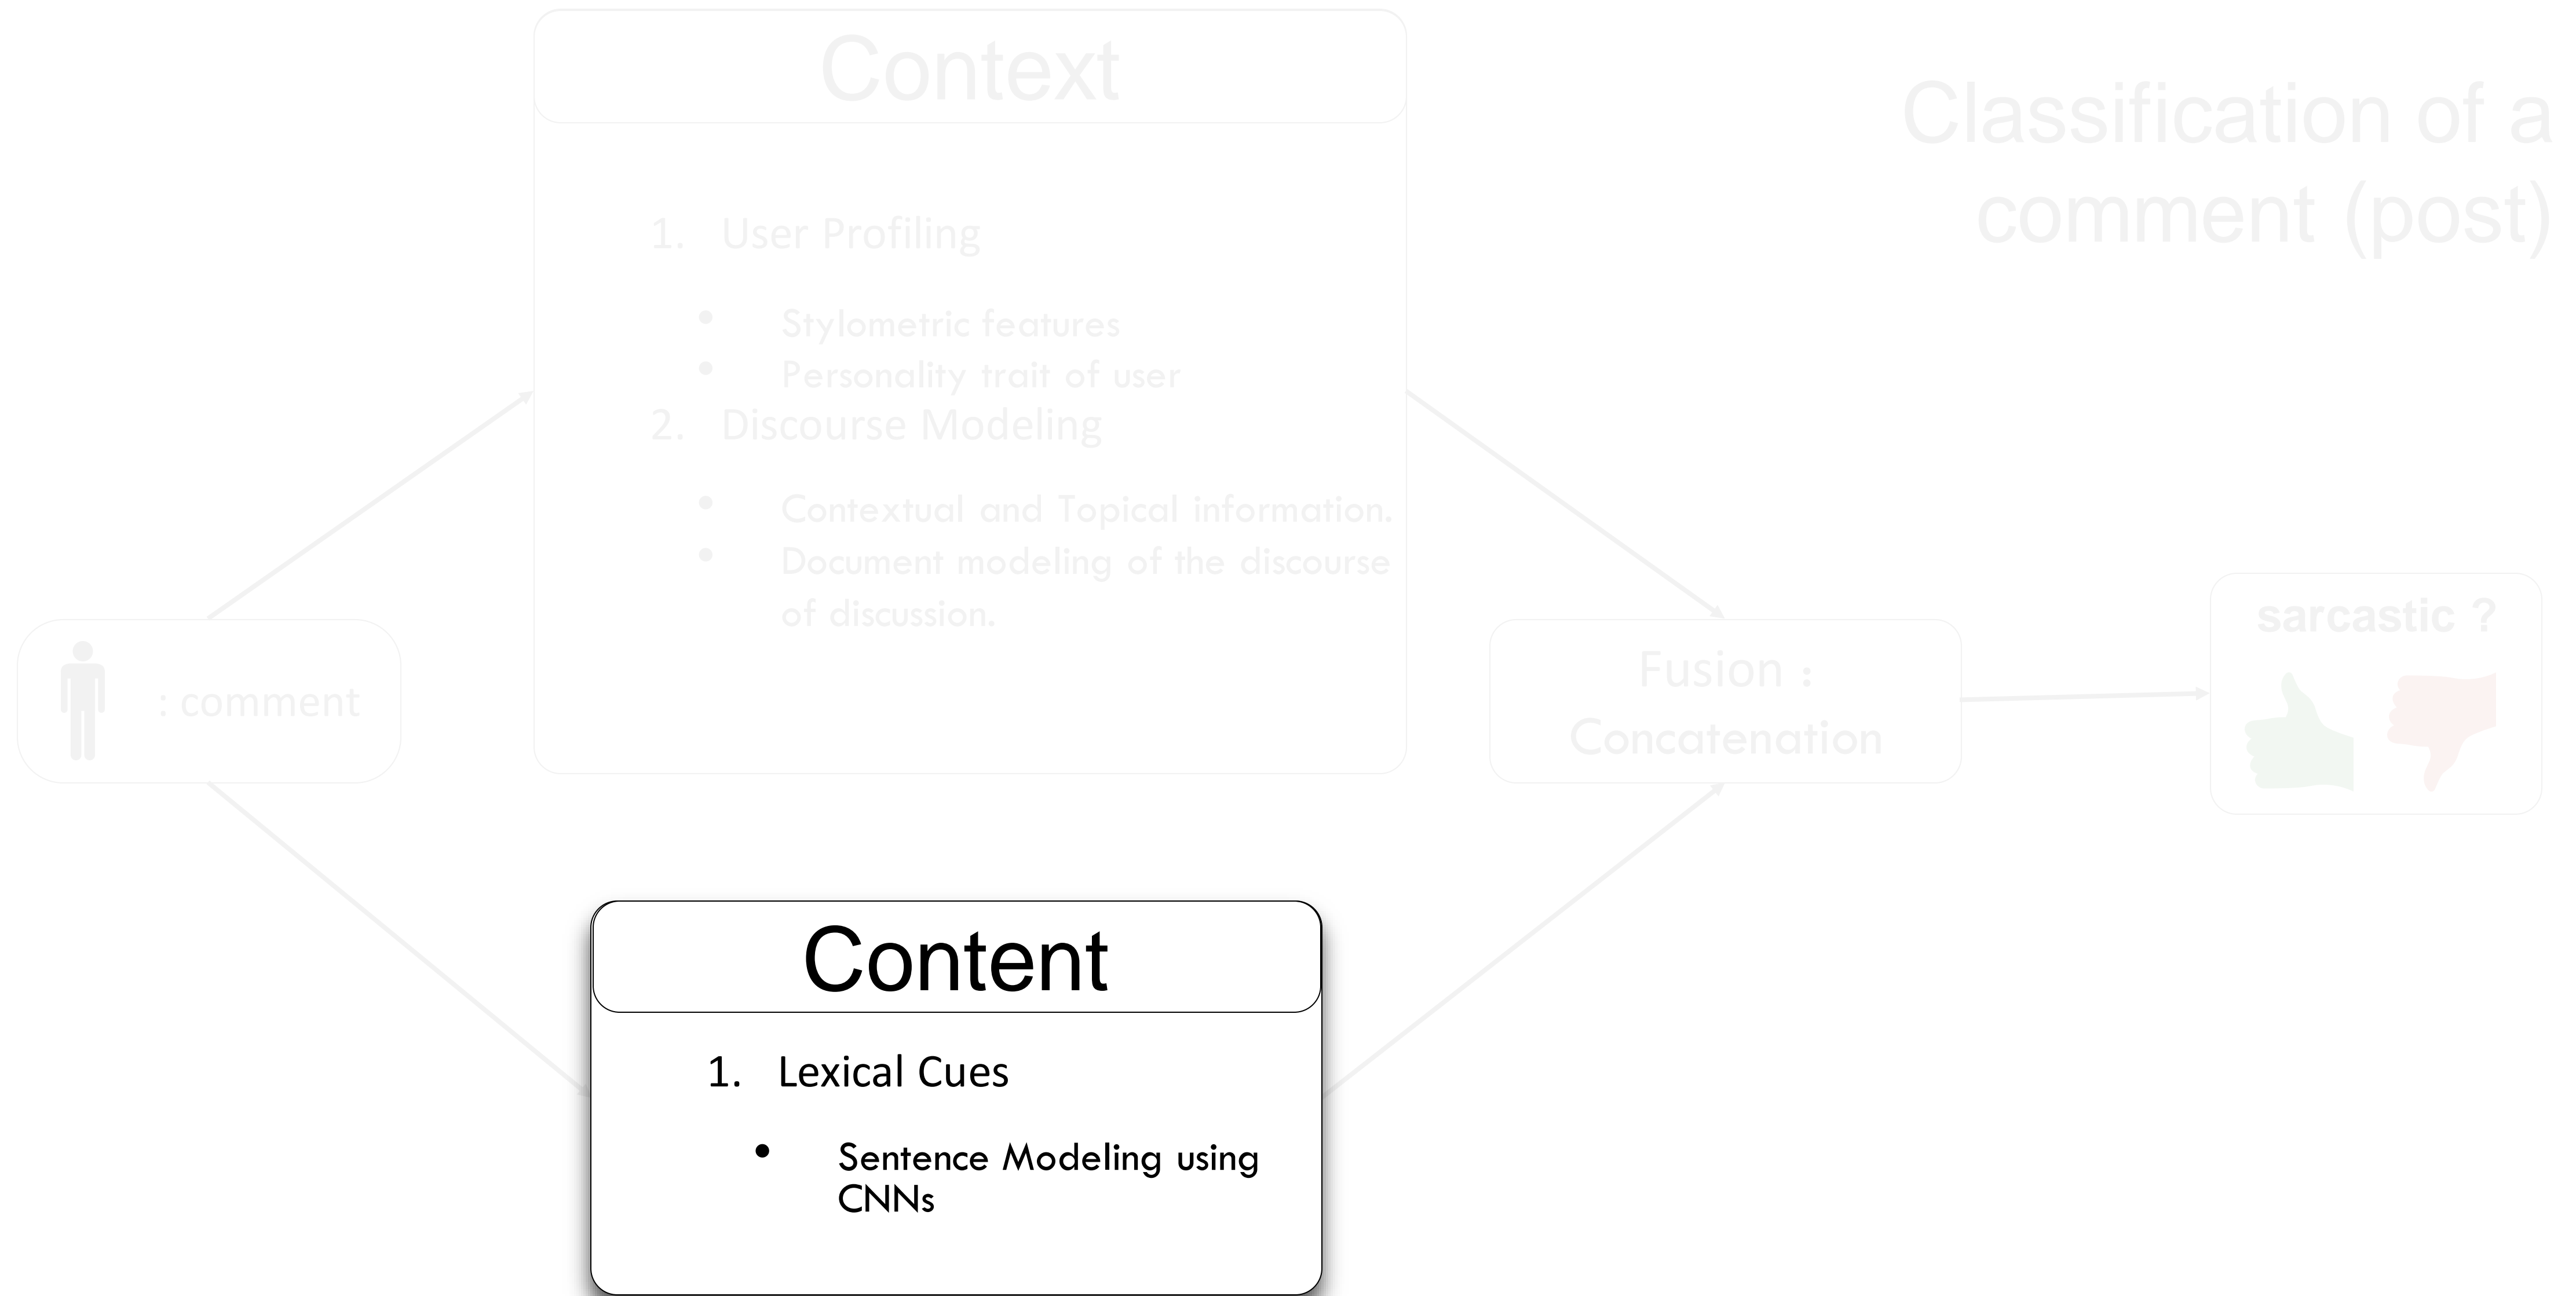 Context
Classification of a
comment (post)
1. User Profiling
• Stylometric features
• Personality trait of user
2. Discourse Modeling
• Contextual and Topical information.
• Document modeling of the discourse
of discussion.
: comment
Fusion :
Concatenation
sarcastic ?
Content
1. Lexical Cues
• Sentence Modeling using
CNNs